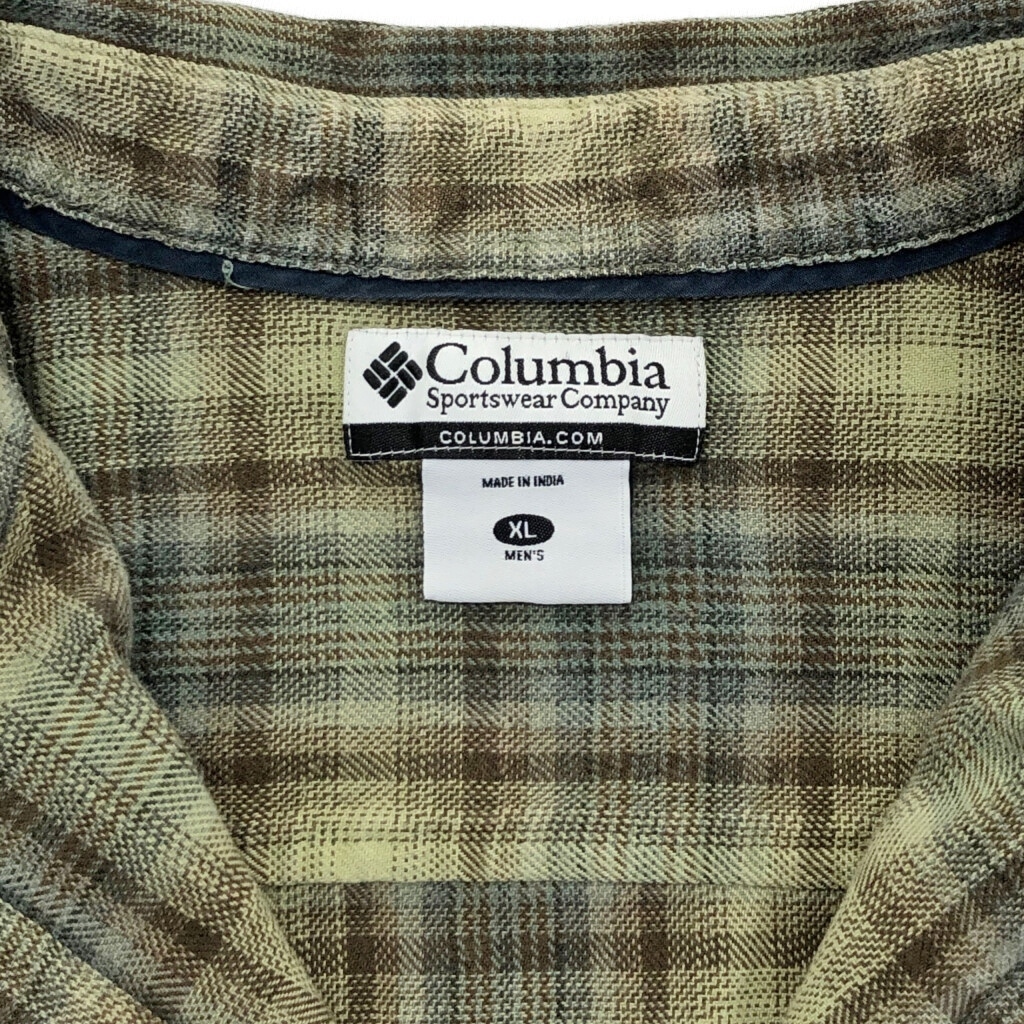 Columbia
Sportswear Company
COLUMBIA.COM
MADE IN INDIA
XL
MEN'S